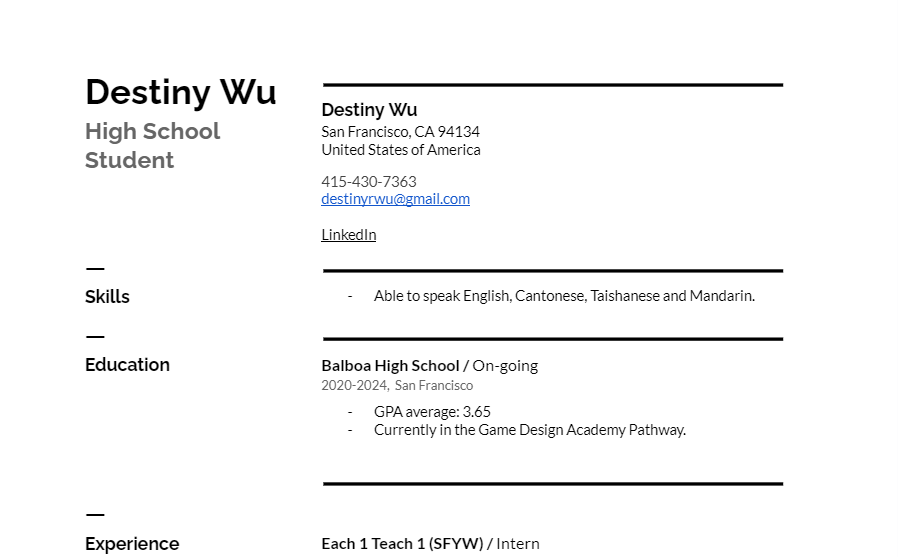 Destiny Wu
High School
Student
Destiny Wu
San Francisco, CA 94134
United States of America
415-430-7363
destinyrwu@gmail.com
LinkedIn
—
Skills
- Able to speak English, Cantonese, Taishanese and Mandarin.
—
Education
Balboa High School / On-going
2020-2024, San Francisco
- GPA average: 3.65
- Currently in the Game Design Academy Pathway.
—
Experience
Each 1 Teach 1 (SFYW) / Intern